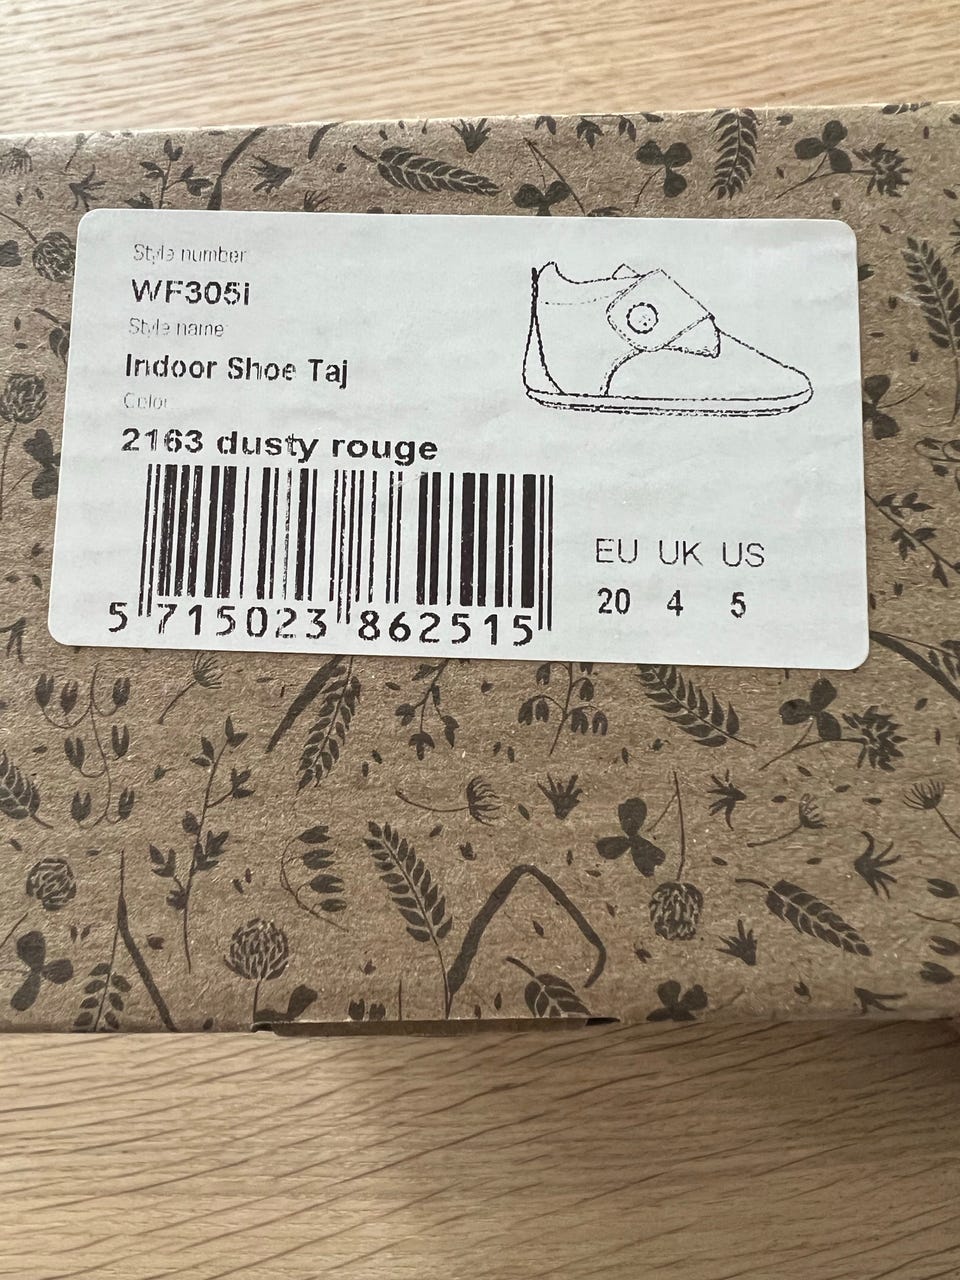 Style number
WF305i
Style name
Indoor Shoe Taj
Color
2163 dusty rouge
5 715023 862515
EU UK US
20 4 5